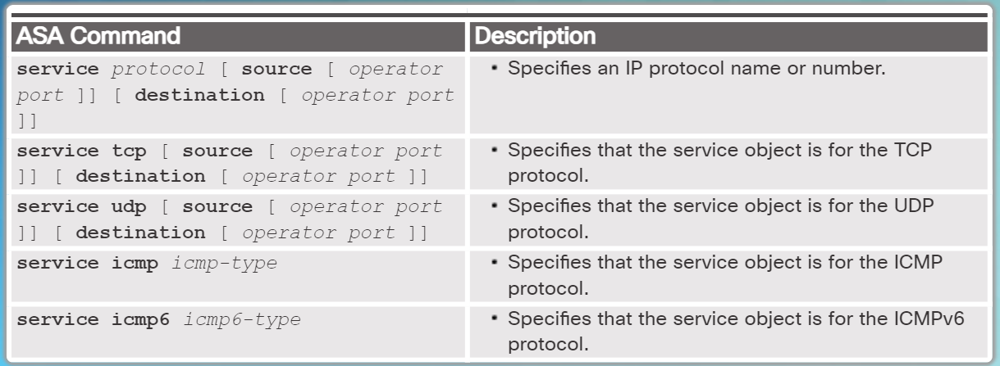 ASA Command
Description
service protocol [ source [ operator
port ]] [ destination [ operator port
]]
• Specifies an IP protocol name or number.
service tcp [ source [ operator port
]] [ destination [ operator port ]]
• Specifies that the service object is for the TCP
protocol.
service udp [ source [ operator port
]] [ destination [ operator port ]]
• Specifies that the service object is for the UDP
protocol.
service icmp icmp-type
• Specifies that the service object is for the ICMP
protocol.
service icmp6 icmp6-type
• Specifies that the service object is for the ICMPv6
protocol.